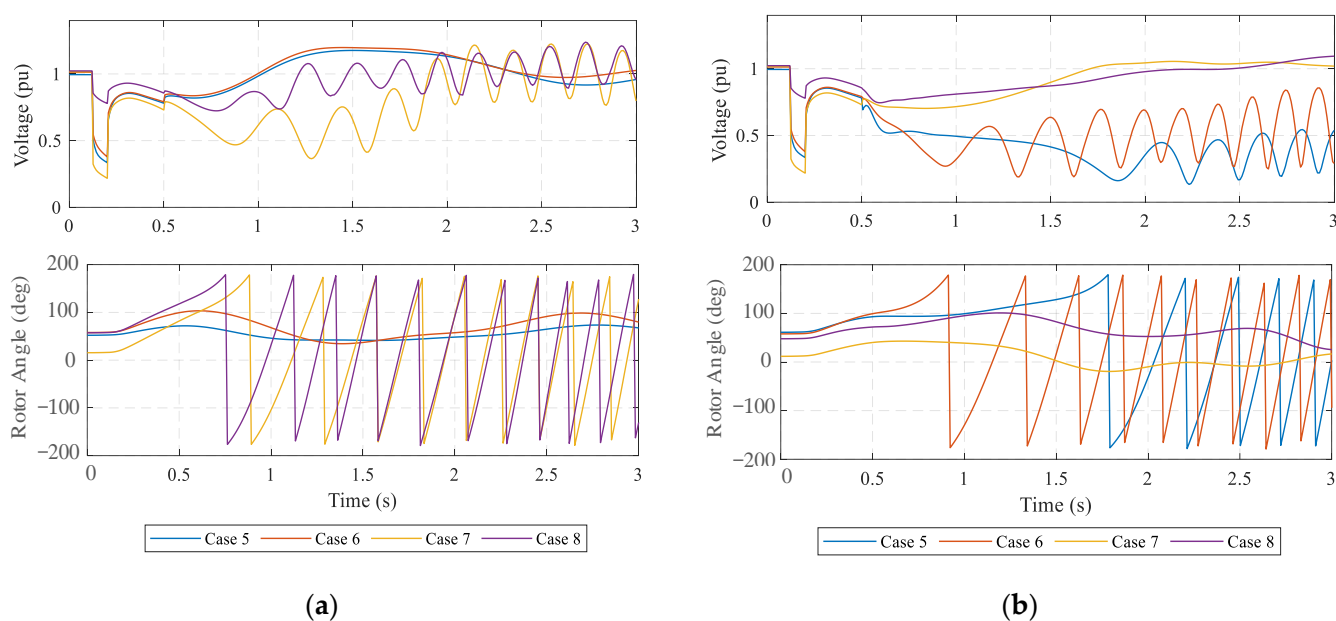 Voltage (pu)
1
0.5
0
0 0.5 1 1.5 2 2.5 3
Rotor Angle (deg)
200
100
0
−100
−200
0 0.5 1 1.5 2 2.5 3
Time (s)
Case 5 Case 6 Case 7 Case 8
(a)
Voltage (pu)
1
0.5
0
0 0.5 1 1.5 2 2.5 3
Rotor Angle (deg)
200
100
0
−100
−200
0 0.5 1 1.5 2 2.5 3
Time (s)
Case 5 Case 6 Case 7 Case 8
(b)